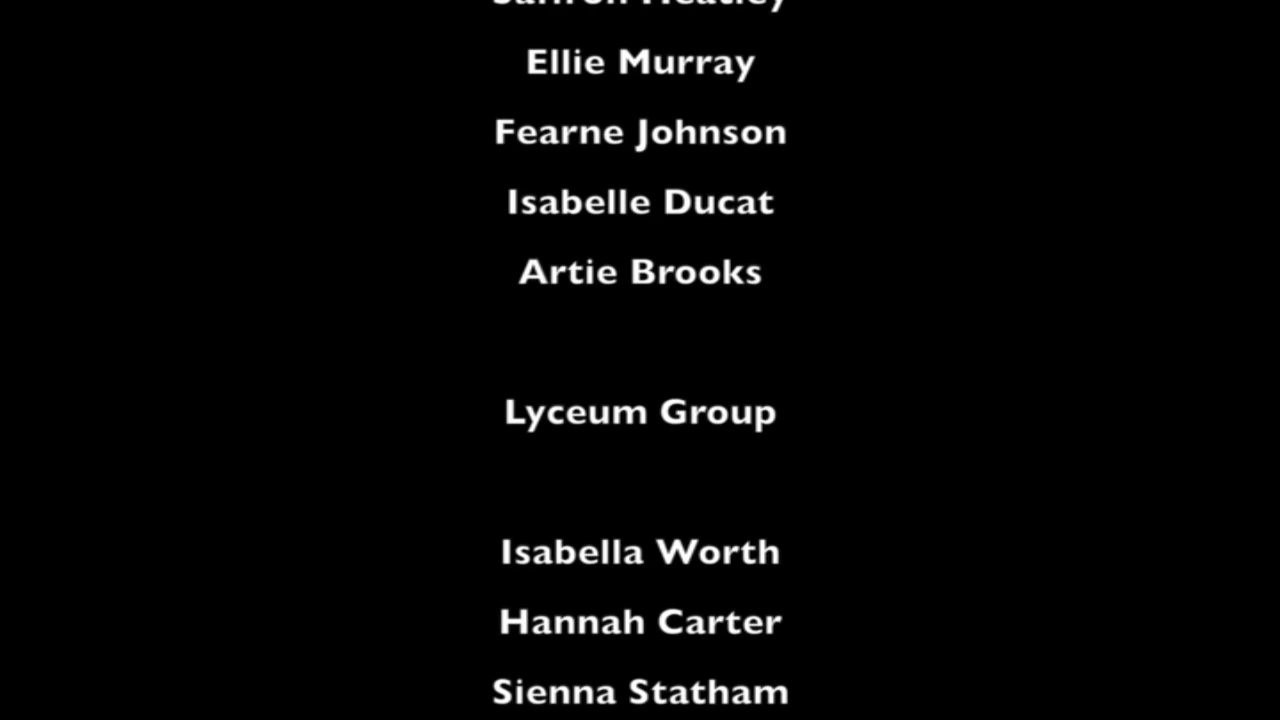 Ellie Murray
Fearne Johnson
Isabelle Ducat
Artie Brooks
Lyceum Group
Isabella Worth
Hannah Carter
Sienna Statham